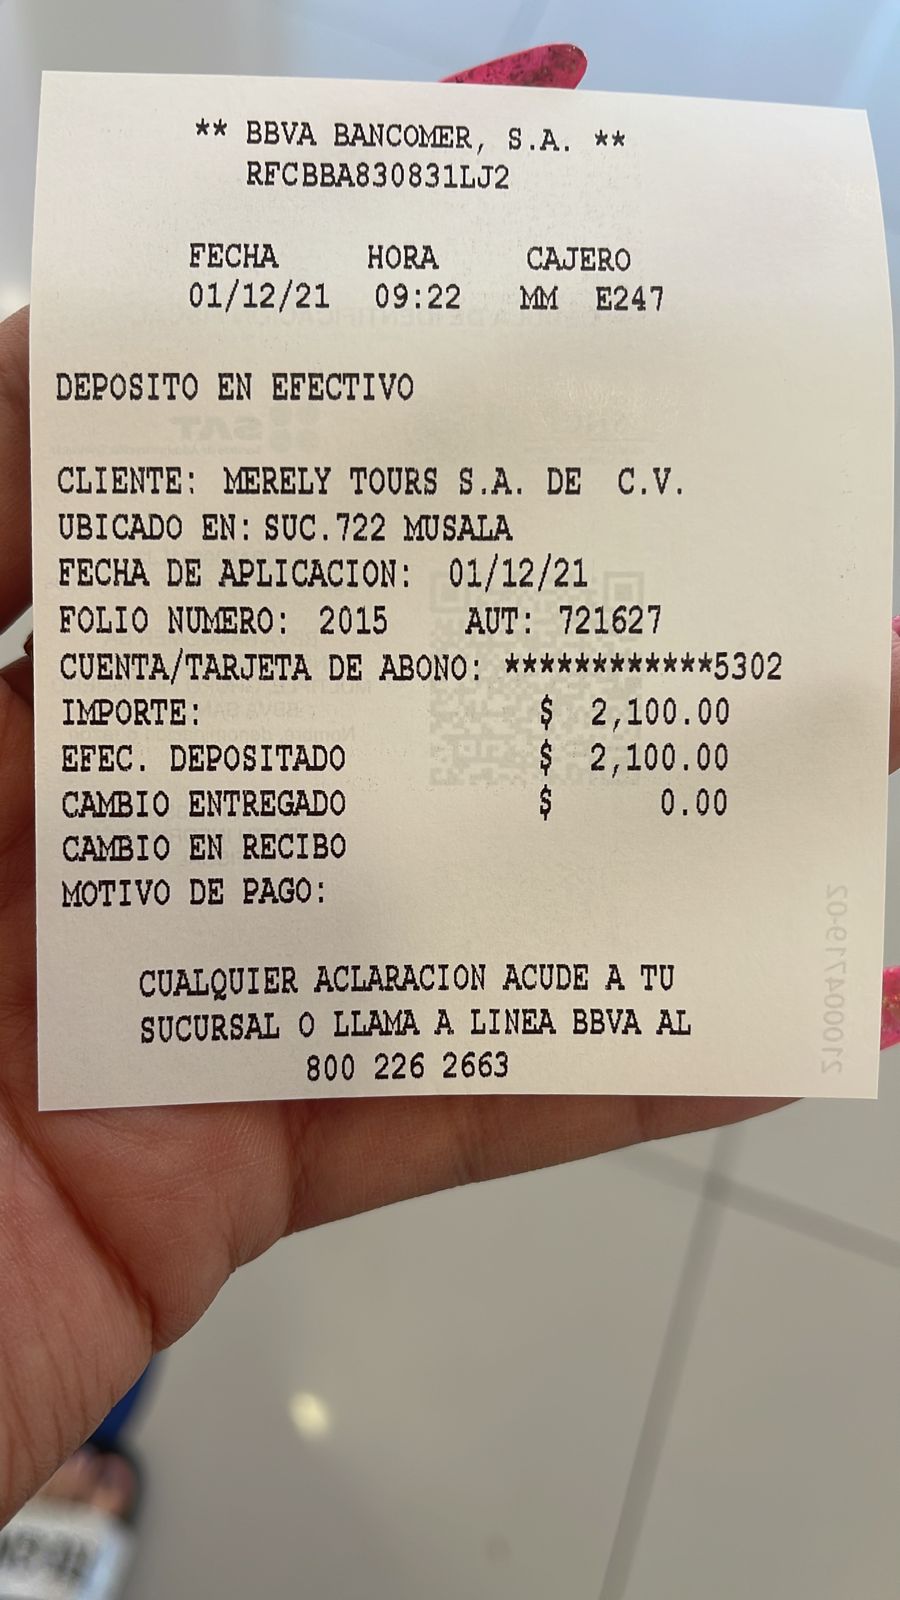 ** BBVA BANCOMER, S.A. **
RFCBBA830831LJ2
FECHA HORA CAJERO
01/12/21 09:22 MM E247
DEPOSITO EN EFECTIVO
CLIENTE: MERELY TOURS S.A. DE C.V.
UBICADO EN: SUC.722 MUSALA
FECHA DE APLICACION: 01/12/21
FOLIO NUMERO: 2015 AUT: 721627
CUENTA/TARJETA DE ABONO: ************5302
IMPORTE: $ 2,100.00
EFEC. DEPOSITADO $ 2,100.00
CAMBIO ENTREGADO $ 0.00
CAMBIO EN RECIBO
MOTIVO DE PAGO:
CUALQUIER ACLARACION ACUDE A TU
SUCURSAL O LLAMA A LINEA BBVA AL
800 226 2663
210004719-02